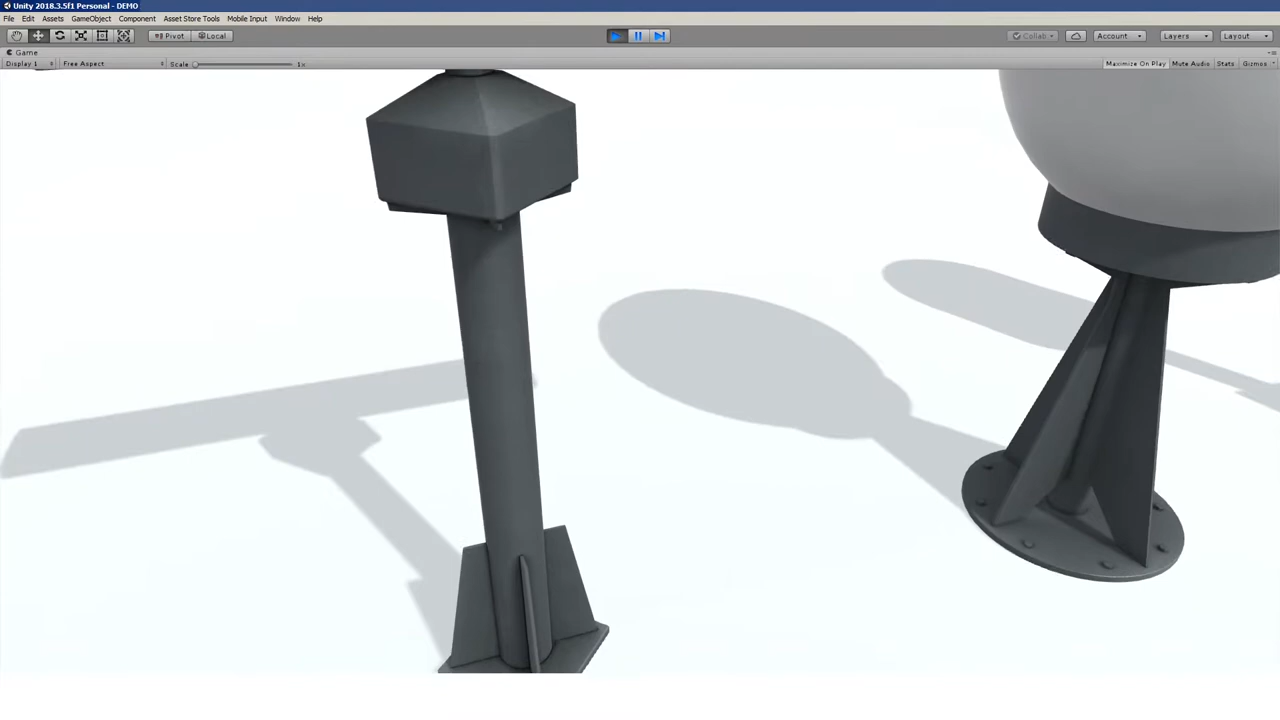 Unity 2018.3.5f1 Personal - DEMO
File Edit Assets GameObject Component Asset Store Tools Mobile Input Window Help
Pivot Local Collab Account Layers Layout
Game
Display 1 Free Aspect Scale 1x Maximize On Play Mute Audio Stats Gizmos